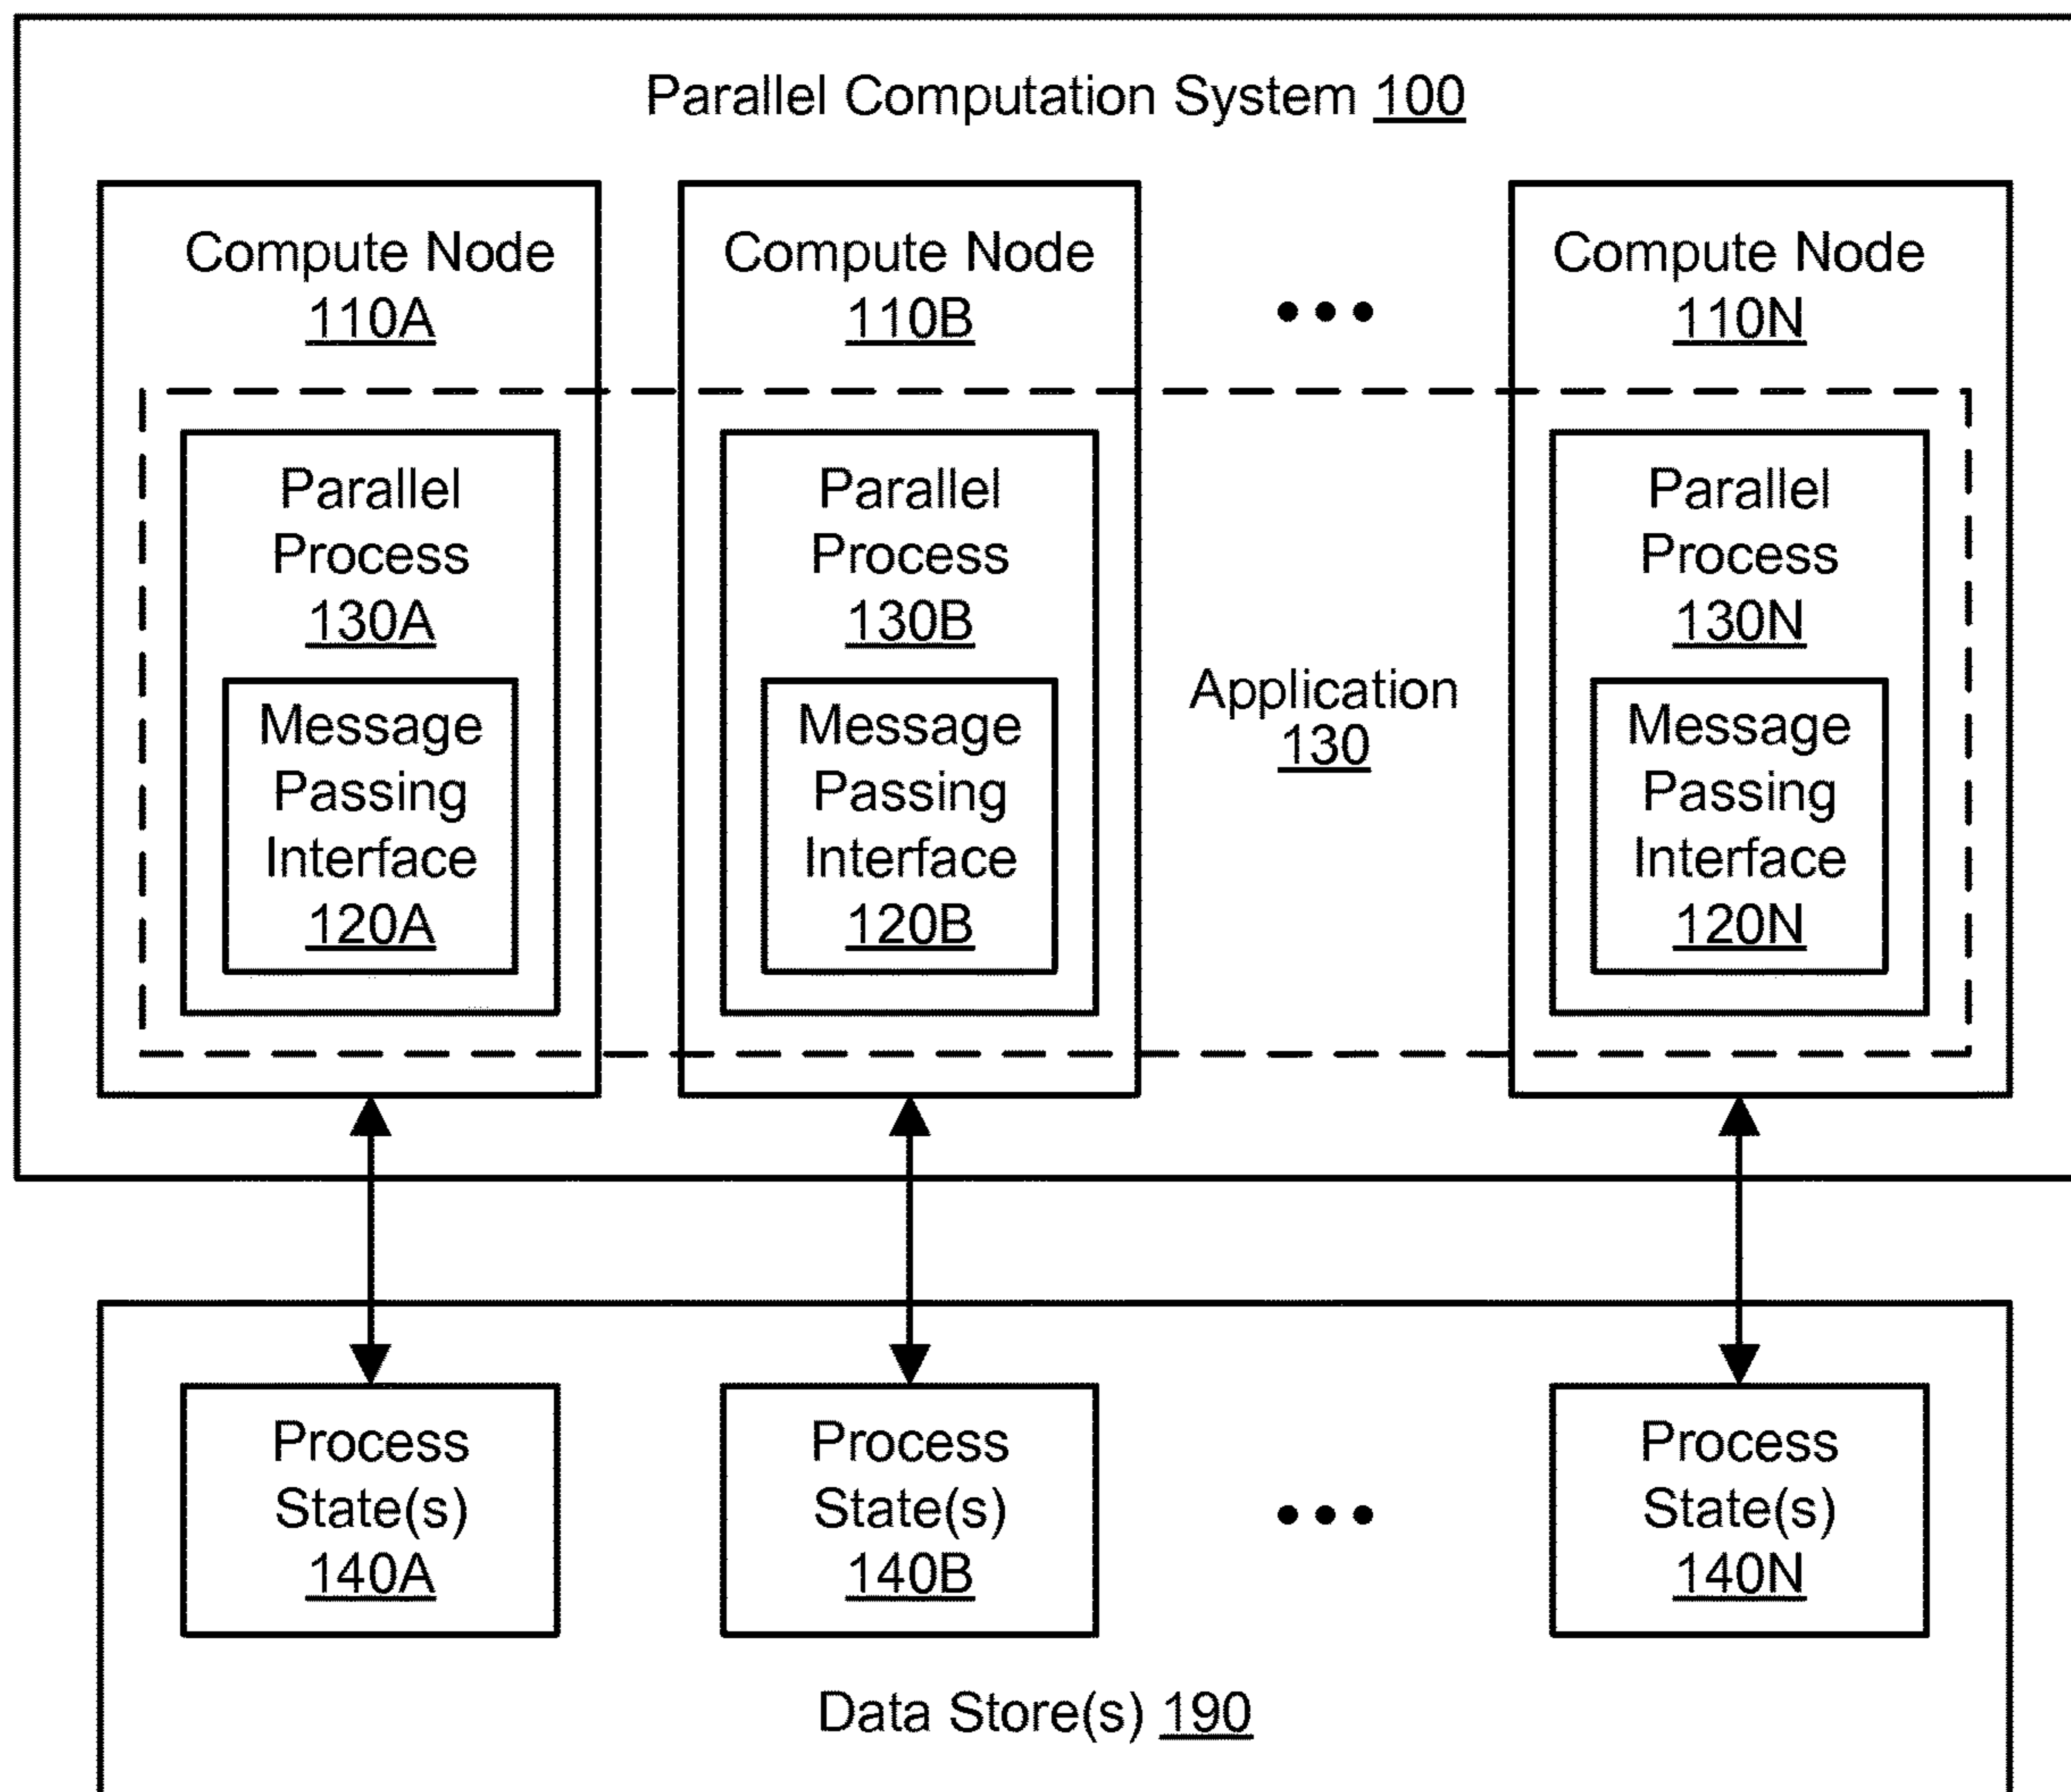 Parallel Computation System 100
Compute Node
110A
Compute Node
110B
Compute Node
110N
Parallel
Process
130A
Message
Passing
Interface
120A
Parallel
Process
130B
Message
Passing
Interface
120B
Application
130
Parallel
Process
130N
Message
Passing
Interface
120N
Process
State(s)
140A
Process
State(s)
140B
Process
State(s)
140N
Data Store(s) 190